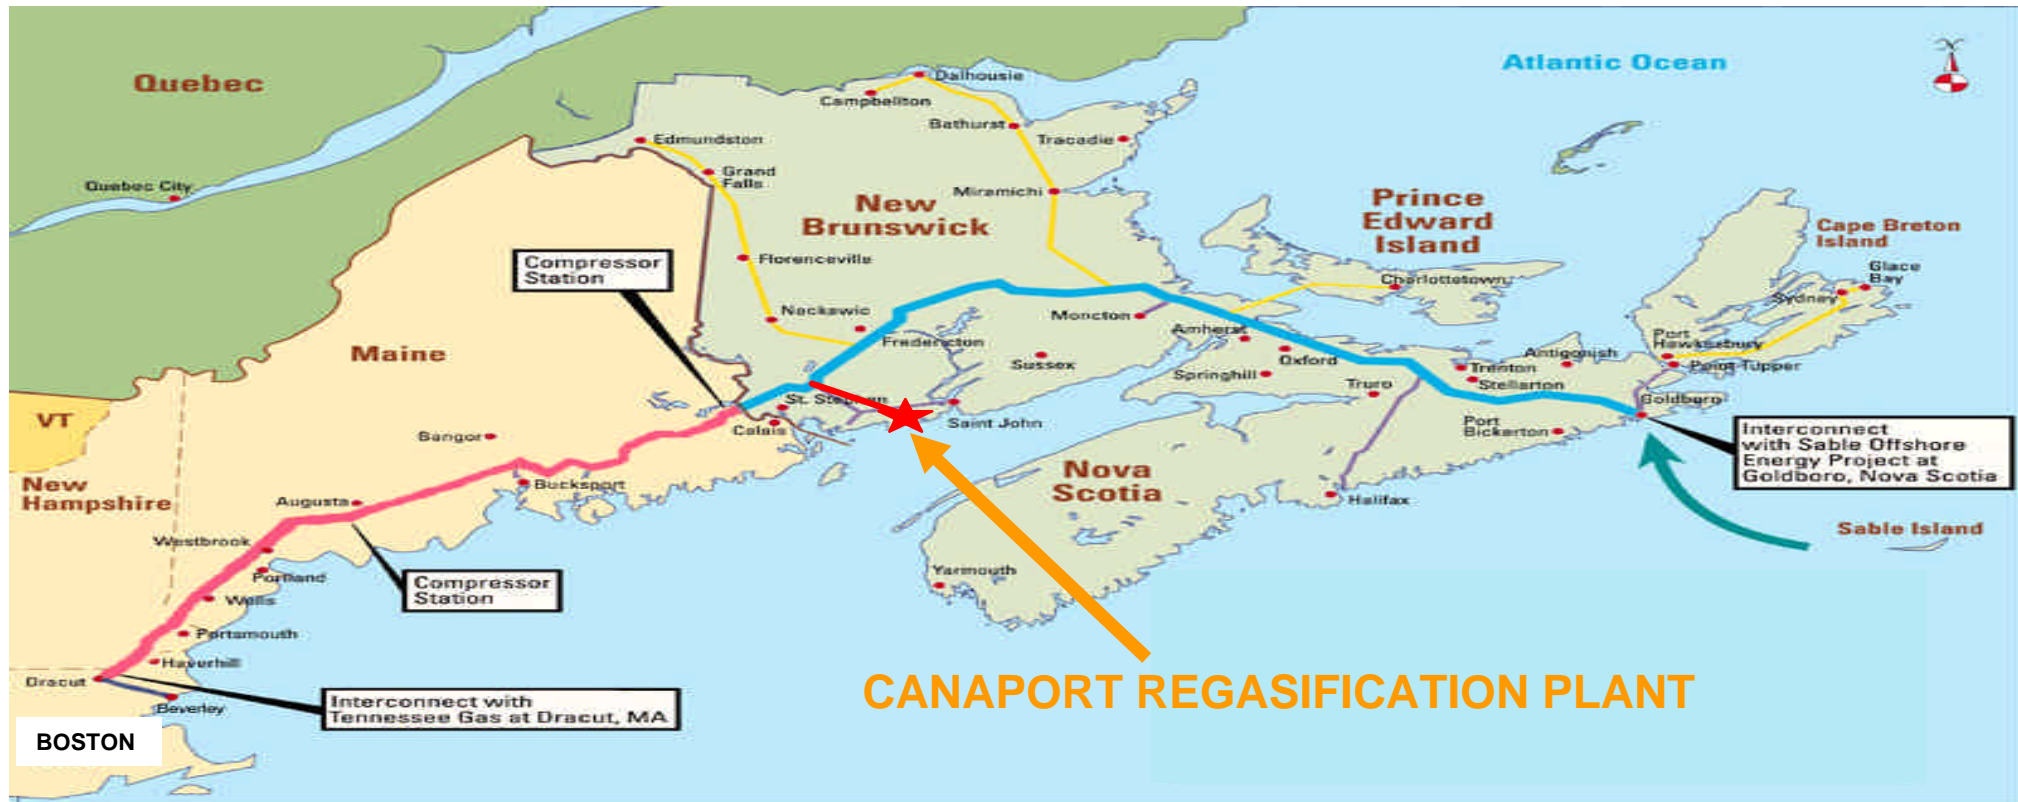 Quebec
Atlantic Ocean
Dalhousie
Campbellton
Bathurst
Tracadie
Edmundston
Grand
Falls
Quebec City
Miramichi
New
Brunswick
Prince
Edward
Island
Cape Breton
Island
Glace
Bay
Sydney
Compressor
Station
Florenceville
Charlottetown
Nackawic
Moncton
Amherst
Port
Hawkesbury
Fredericton
Maine
Sussex
Oxford
Antigonish
Point Tupper
Trenton
Springhill
Truro
Stellarton
St. Stephen
Goldboro
VT
Bangor
Calais
Saint John
Port
Bickerton
Interconnect
with Sable Offshore
Energy Project at
Goldboro, Nova Scotia
New
Hampshire
Bucksport
Nova
Scotia
Augusta
Halifax
Sable Island
Westbrook
Portland
Yarmouth
Compressor
Station
Wells
Portsmouth
Haverhill
Dracut
CANAPORT REGASIFICATION PLANT
Interconnect with
Tennessee Gas at Dracut, MA
Beverley
BOSTON